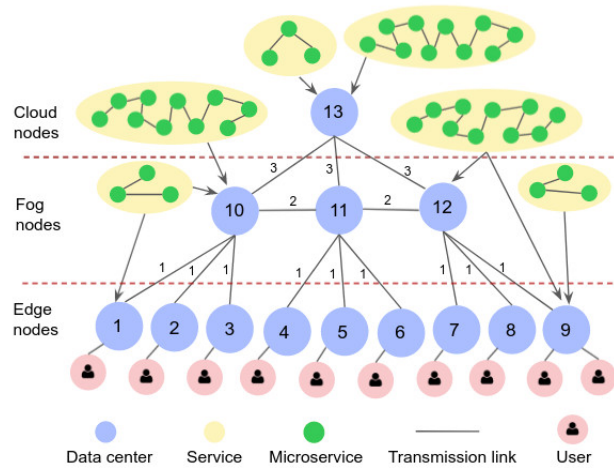 13
Cloud
nodes
3
3
3
Fog
nodes
10
2
11
2
12
1
1
1
1
1
1
1
1
1
Edge
nodes
1
2
3
4
5
6
7
8
9
Data center
Service
Microservice
Transmission link
User